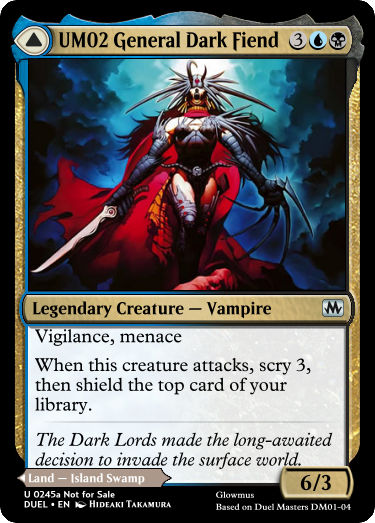 UM02 General Dark Fiend 3
Legendary Creature — Vampire
Vigilance, menace
When this creature attacks, scry 3,
then shield the top card of your
library.
The Dark Lords made the long-awaited
decision to invade the surface world.
Land — Island Swamp
6/3
U 0245a Not for Sale
DUEL • EN Hideaki Takamura
Glowmus
Based on Duel Masters DM01-04